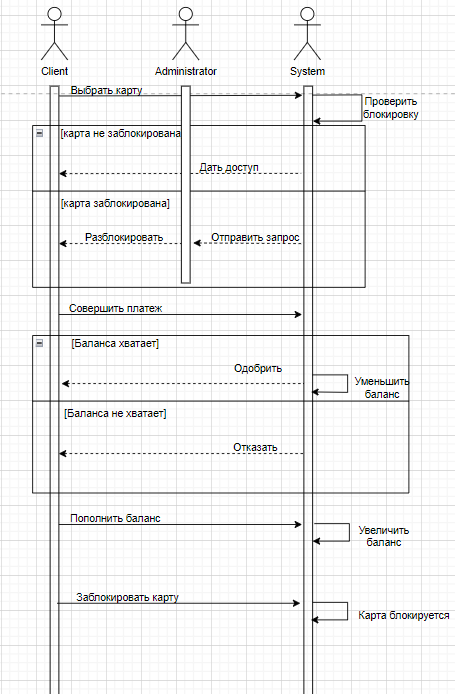 Client
Administrator
System
Выбрать карту
Проверить
блокировку
[карта не заблокирована
Дать доступ
[карта заблокирована]
Разблокировать
Отправить запрос
Совершить платеж
[Баланса хватает]
Одобрить
Уменьшить
баланс
[Баланса не хватает]
Отказать
Пополнить баланс
Увеличить
баланс
Заблокировать карту
Карта блокируется